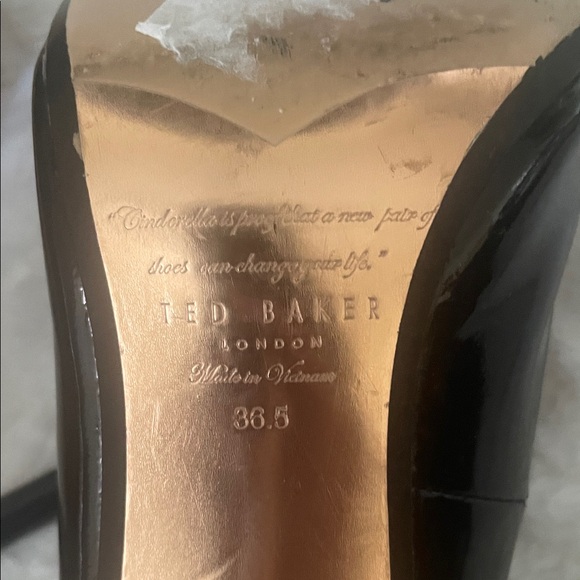 "Cinderella is proof that a new pair of
shoes can change your life."
TED BAKER
LONDON
Made in Vietnam
36.5